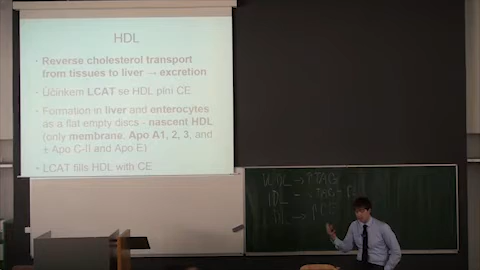 HDL
• Reverse cholesterol transport
from tissues to liver → excretion
• Účinkem LCAT se HDL plní CE
• Formation in liver and enterocytes
as a flat empty discs - nascent HDL
(only membrane, Apo A1, 2, 3, and
± Apo C-II and Apo E)
• LCAT fills HDL with CE